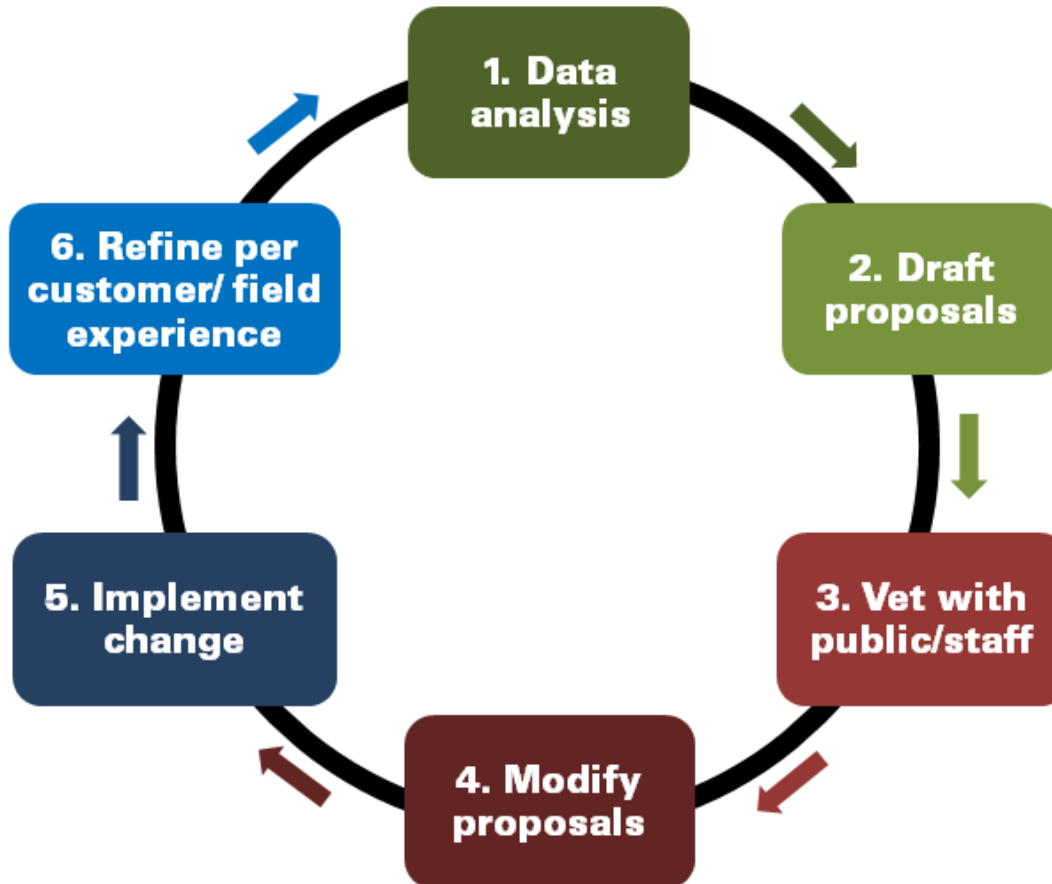 1. Data
analysis
2. Draft
proposals
3. Vet with
public/staff
4. Modify
proposals
5. Implement
change
6. Refine per
customer/ field
experience